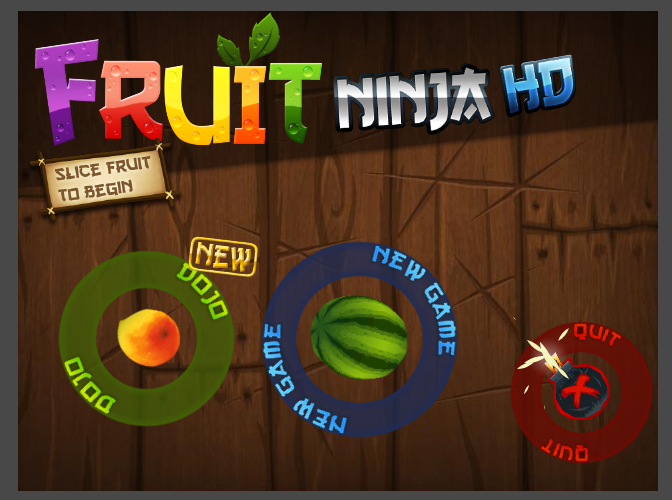 FRUIT NINJA HD
SLICE FRUIT
TO BEGIN
NEW
DOJO
DOJO
NEW GAME
NEW GAME
QUIT
QUIT